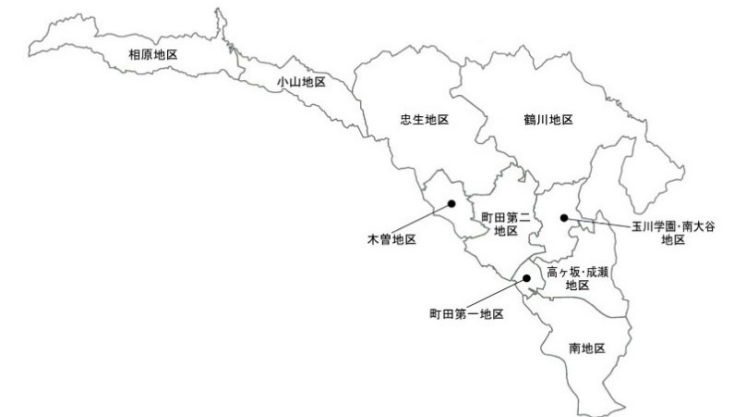 相原地区
小山地区
忠生地区
鶴川地区
木曽地区
町田第二
地区
玉川学園・南大谷
地区
高ヶ坂・成瀬
地区
町田第一地区
南地区